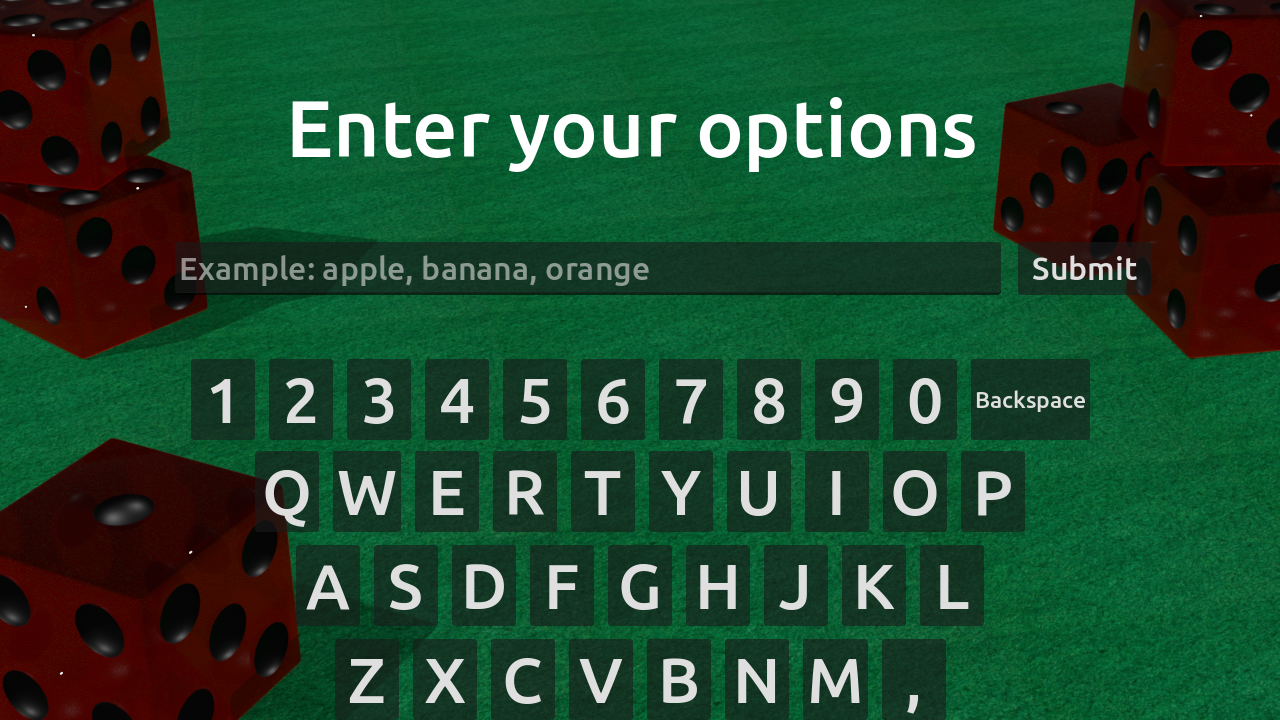 Enter your options
Example: apple, banana, orange Submit
1 2 3 4 5 6 7 8 9 0 Backspace
Q W E R T Y U I O P
A S D F G H J K L
Z X C V B N M ,